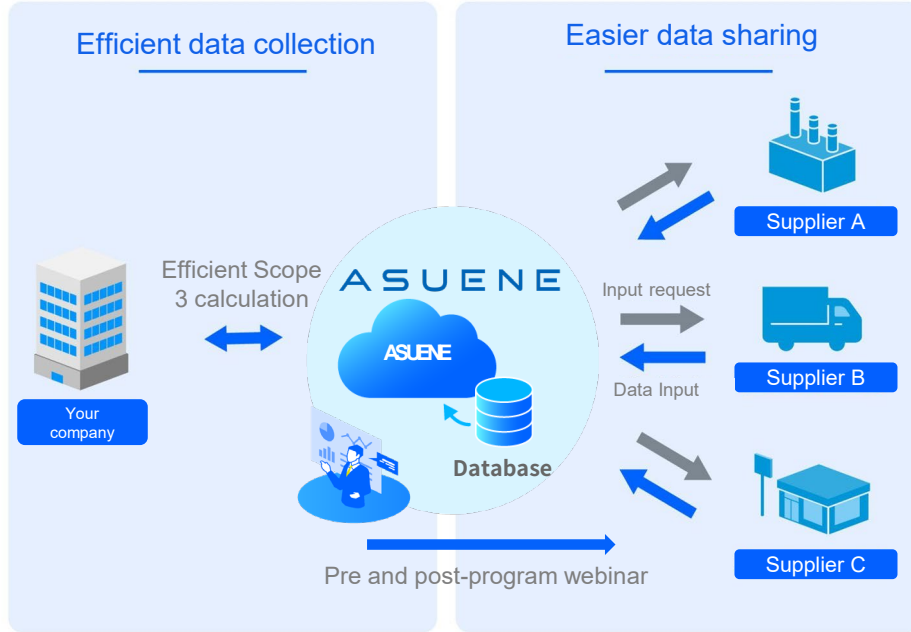 Efficient data collection
Easier data sharing
Efficient Scope
3 calculation
Your
company
ASUENE
ASUENE
Database
Input request
Data Input
Supplier A
Supplier B
Supplier C
Pre and post-program webinar